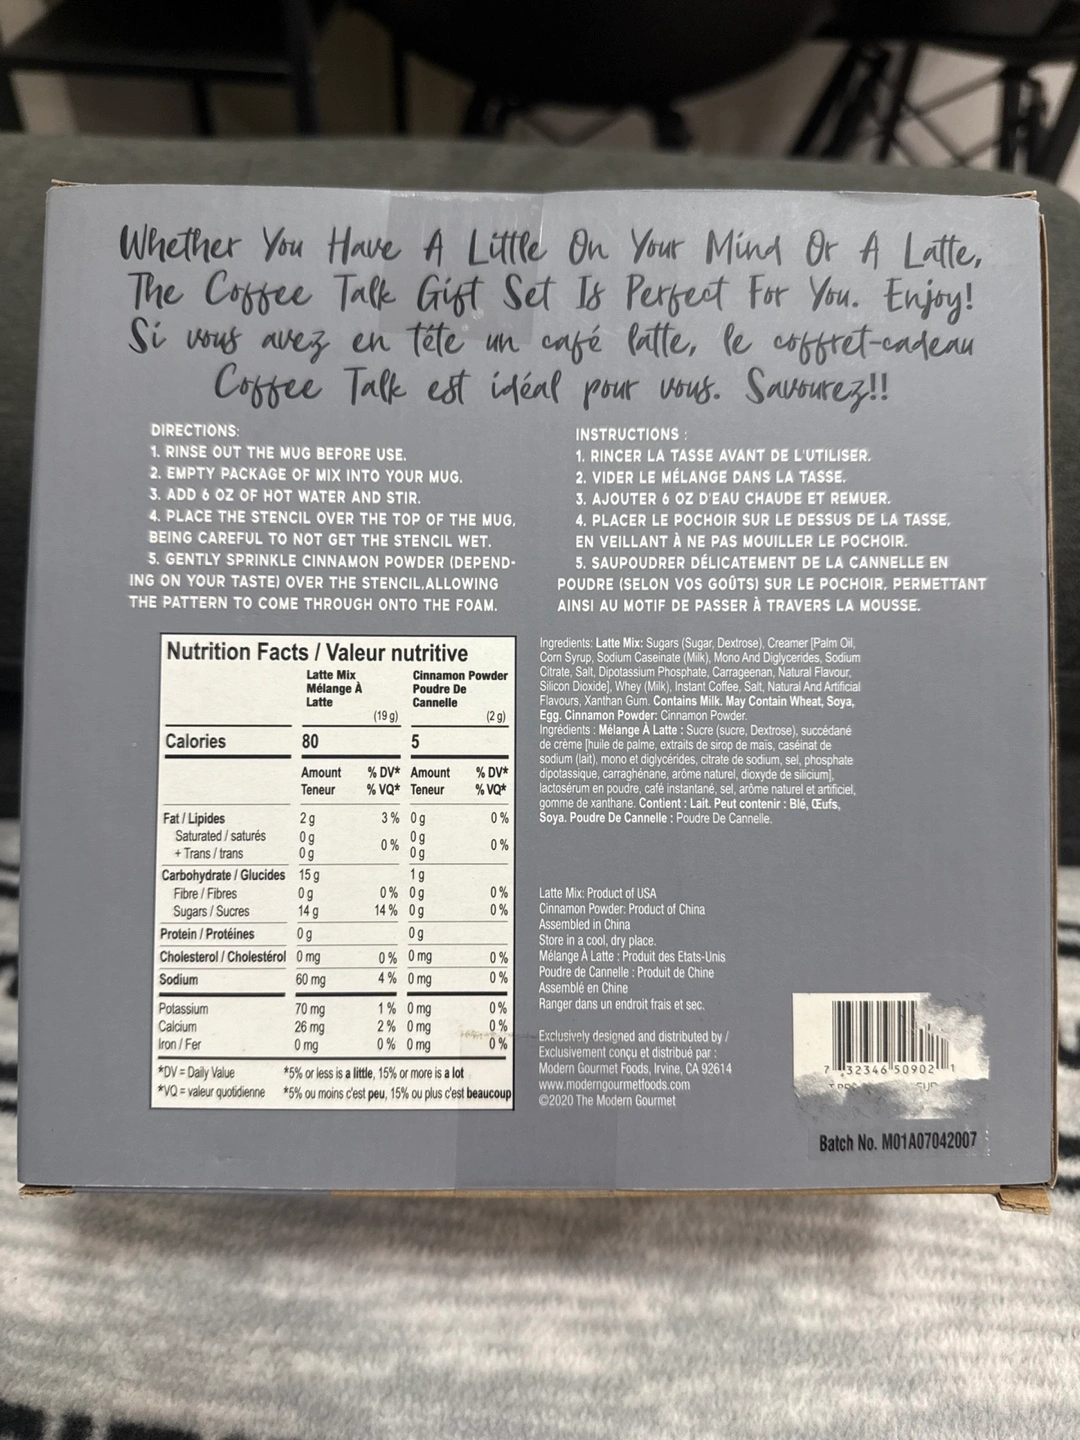 Whether You Have A Little On Your Mind Or A Latte,
The Coffee Talk Gift Set Is Perfect For You. Enjoy!
Si vous avez en tête un café latte, le coffret-cadeau
Coffee Talk est idéal pour vous. Savourez!!
DIRECTIONS:
1. RINSE OUT THE MUG BEFORE USE.
2. EMPTY PACKAGE OF MIX INTO YOUR MUG.
3. ADD 6 OZ OF HOT WATER AND STIR.
4. PLACE THE STENCIL OVER THE TOP OF THE MUG,
BEING CAREFUL TO NOT GET THE STENCIL WET.
5. GENTLY SPRINKLE CINNAMON POWDER (DEPEND-
ING ON YOUR TASTE) OVER THE STENCIL,ALLOWING
THE PATTERN TO COME THROUGH ONTO THE FOAM.
INSTRUCTIONS :
1. RINCER LA TASSE AVANT DE L'UTILISER.
2. VIDER LE MÉLANGE DANS LA TASSE.
3. AJOUTER 6 OZ D'EAU CHAUDE ET REMUER.
4. PLACER LE POCHOIR SUR LE DESSUS DE LA TASSE,
EN VEILLANT À NE PAS MOUILLER LE POCHOIR.
5. SAUPOUDRER DÉLICATEMENT DE LA CANNELLE EN
POUDRE (SELON VOS GOÛTS) SUR LE POCHOIR, PERMETTANT
AINSI AU MOTIF DE PASSER À TRAVERS LA MOUSSE.
Nutrition Facts / Valeur nutritive
Latte Mix Cinnamon Powder
Mélange À Poudre De
Latte Cannelle
(19 g) (2 g)
Calories 80 5
Amount % DV* Amount % DV*
Teneur % VQ* Teneur % VQ*
Fat / Lipides 2 g 3 % 0 g 0 %
Saturated / saturés 0 g 0 g
0 % 0 %
+ Trans / trans 0 g 0 g
Carbohydrate / Glucides 15 g 1 g
Fibre / Fibres 0 g 0 % 0 g 0 %
Sugars / Sucres 14 g 14 % 0 g 0 %
Protein / Protéines 0 g 0 g
Cholesterol / Cholestérol 0 mg 0 % 0 mg 0 %
Sodium 60 mg 4 % 0 mg 0 %
Potassium 70 mg 1 % 0 mg 0 %
Calcium 26 mg 2 % 0 mg 0 %
Iron / Fer 0 mg 0 % 0 mg 0 %
*DV = Daily Value *5% or less is a little, 15% or more is a lot
*VQ = valeur quotidienne *5% ou moins c'est peu, 15% ou plus c'est beaucoup
Ingredients: Latte Mix: Sugars (Sugar, Dextrose), Creamer [Palm Oil,
Corn Syrup, Sodium Caseinate (Milk), Mono And Diglycerides, Sodium
Citrate, Salt, Dipotassium Phosphate, Carrageenan, Natural Flavour,
Silicon Dioxide], Whey (Milk), Instant Coffee, Salt, Natural And Artificial
Flavours, Xanthan Gum. Contains Milk. May Contain Wheat, Soya,
Egg. Cinnamon Powder: Cinnamon Powder.
Ingrédients : Mélange À Latte : Sucre (sucre, Dextrose), succédané
de crème [huile de palme, extraits de sirop de maïs, caséinat de
sodium (lait), mono et diglycérides, citrate de sodium, sel, phosphate
dipotassique, carraghénane, arôme naturel, dioxyde de silicium],
lactosérum en poudre, café instantané, sel, arôme naturel et artificiel,
gomme de xanthane. Contient : Lait. Peut contenir : Blé, Œufs,
Soya. Poudre De Cannelle : Poudre De Cannelle.
Latte Mix: Product of USA
Cinnamon Powder: Product of China
Assembled in China
Store in a cool, dry place.
Mélange À Latte : Produit des Etats-Unis
Poudre de Cannelle : Produit de Chine
Assemblé en Chine
Ranger dans un endroit frais et sec.
Exclusively designed and distributed by /
Exclusivement conçu et distribué par :
Modern Gourmet Foods, Irvine, CA 92614
www.moderngourmetfoods.com
©2020 The Modern Gourmet
7 32346 50902 1
Batch No. M01A07042007